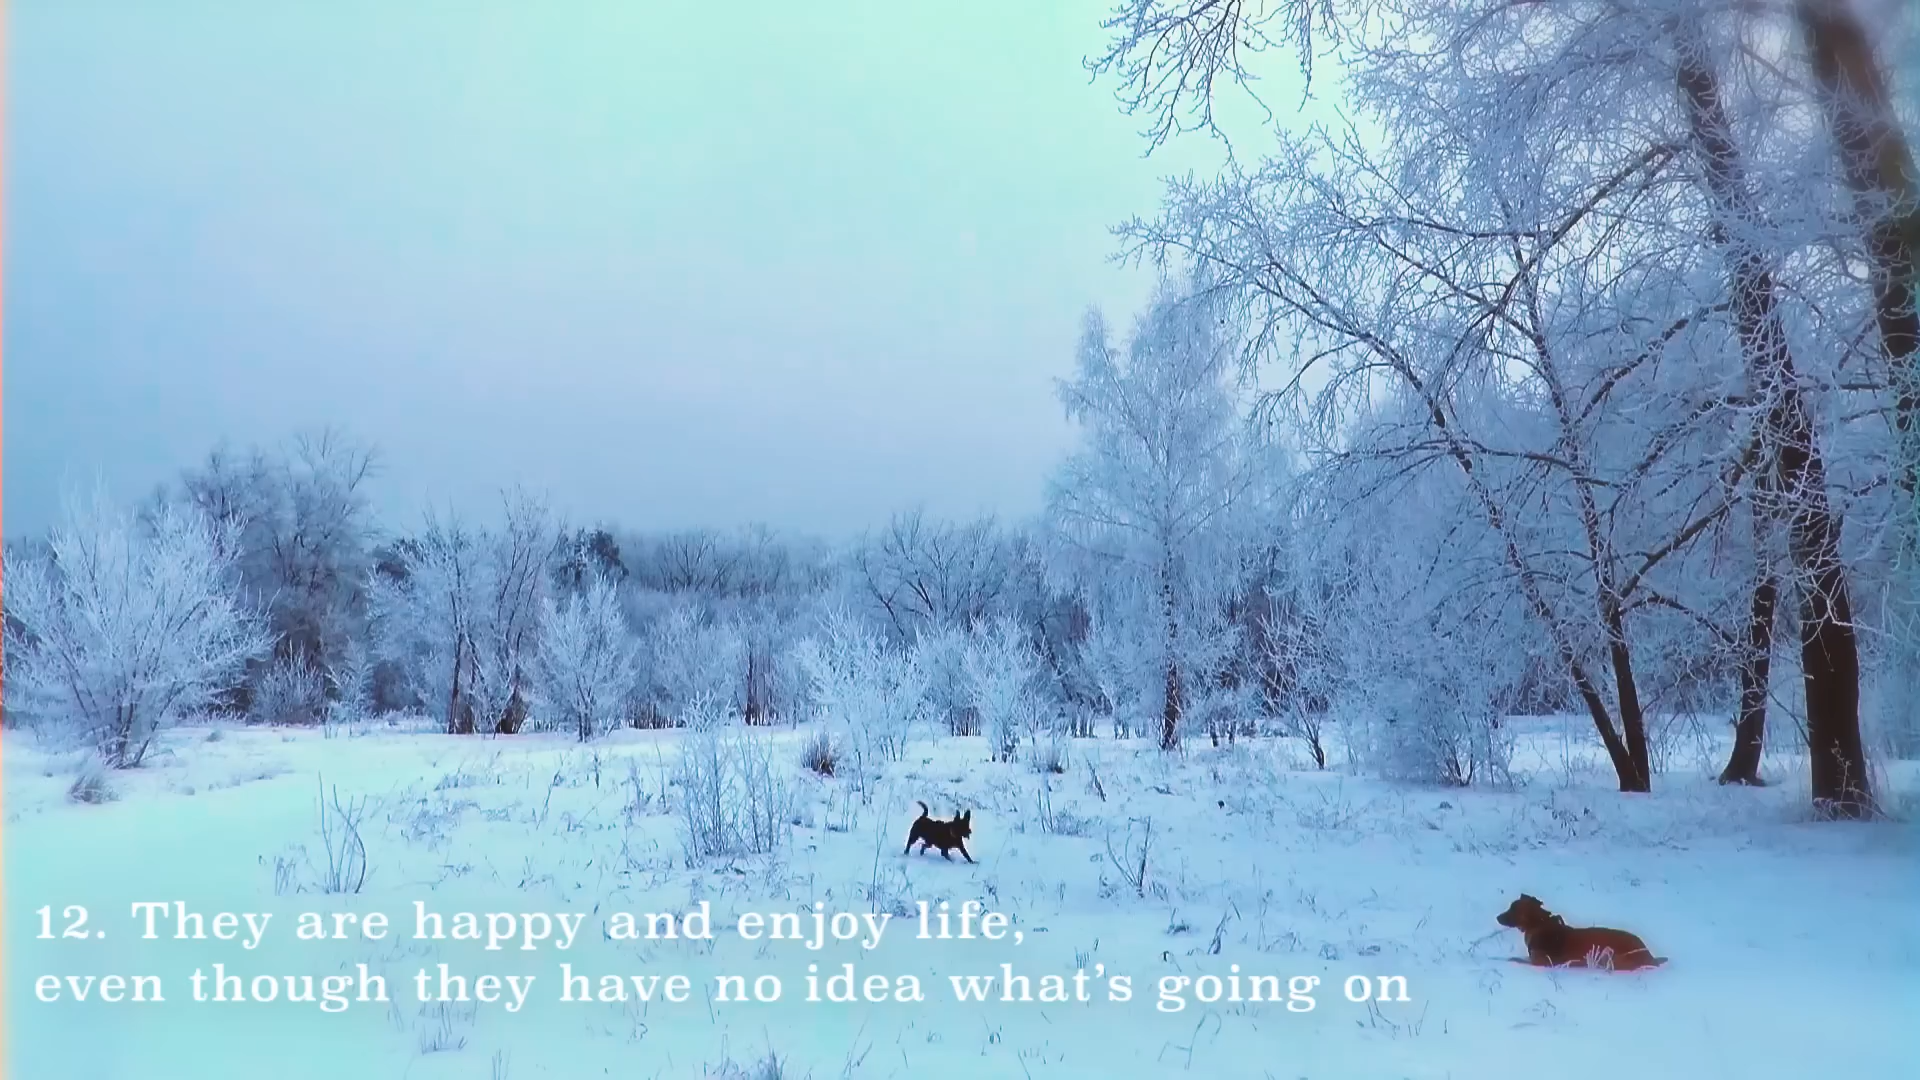 12. They are happy and enjoy life,
even though they have no idea what's going on